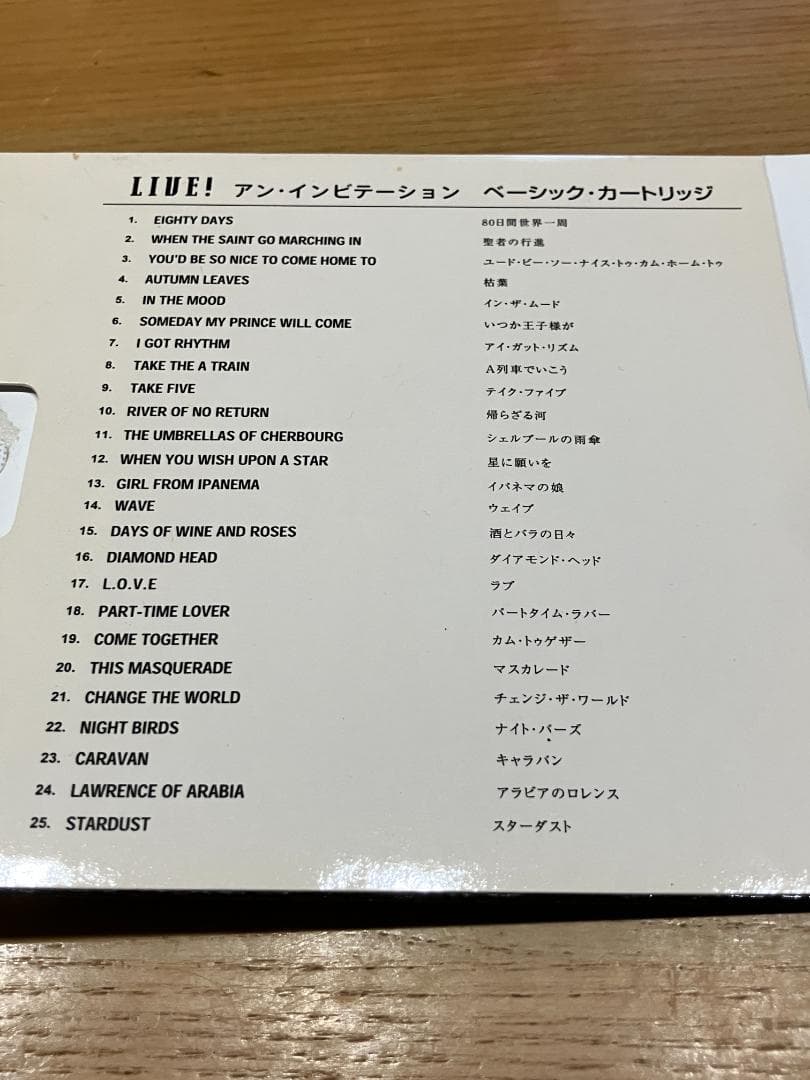 LIVE! アン・インビテーション ベーシック・カートリッジ
1. EIGHTY DAYS 80日間世界一周
2. WHEN THE SAINT GO MARCHING IN 聖者の行進
3. YOU'D BE SO NICE TO COME HOME TO ユード・ビー・ソー・ナイス・トゥ・カム・ホーム・トゥ
4. AUTUMN LEAVES 枯葉
5. IN THE MOOD イン・ザ・ムード
6. SOMEDAY MY PRINCE WILL COME いつか王子様が
7. I GOT RHYTHM アイ・ガット・リズム
8. TAKE THE A TRAIN A列車でいこう
9. TAKE FIVE テイク・ファイブ
10. RIVER OF NO RETURN 帰らざる河
11. THE UMBRELLAS OF CHERBOURG シェルブールの雨傘
12. WHEN YOU WISH UPON A STAR 星に願いを
13. GIRL FROM IPANEMA イパネマの娘
14. WAVE ウェイブ
15. DAYS OF WINE AND ROSES 酒とバラの日々
16. DIAMOND HEAD ダイアモンド・ヘッド
17. L.O.V.E ラブ
18. PART-TIME LOVER パートタイム・ラバー
19. COME TOGETHER カム・トゥゲザー
20. THIS MASQUERADE マスカレード
21. CHANGE THE WORLD チェンジ・ザ・ワールド
22. NIGHT BIRDS ナイト・バーズ
23. CARAVAN キャラバン
24. LAWRENCE OF ARABIA アラビアのロレンス
25. STARDUST スターダスト